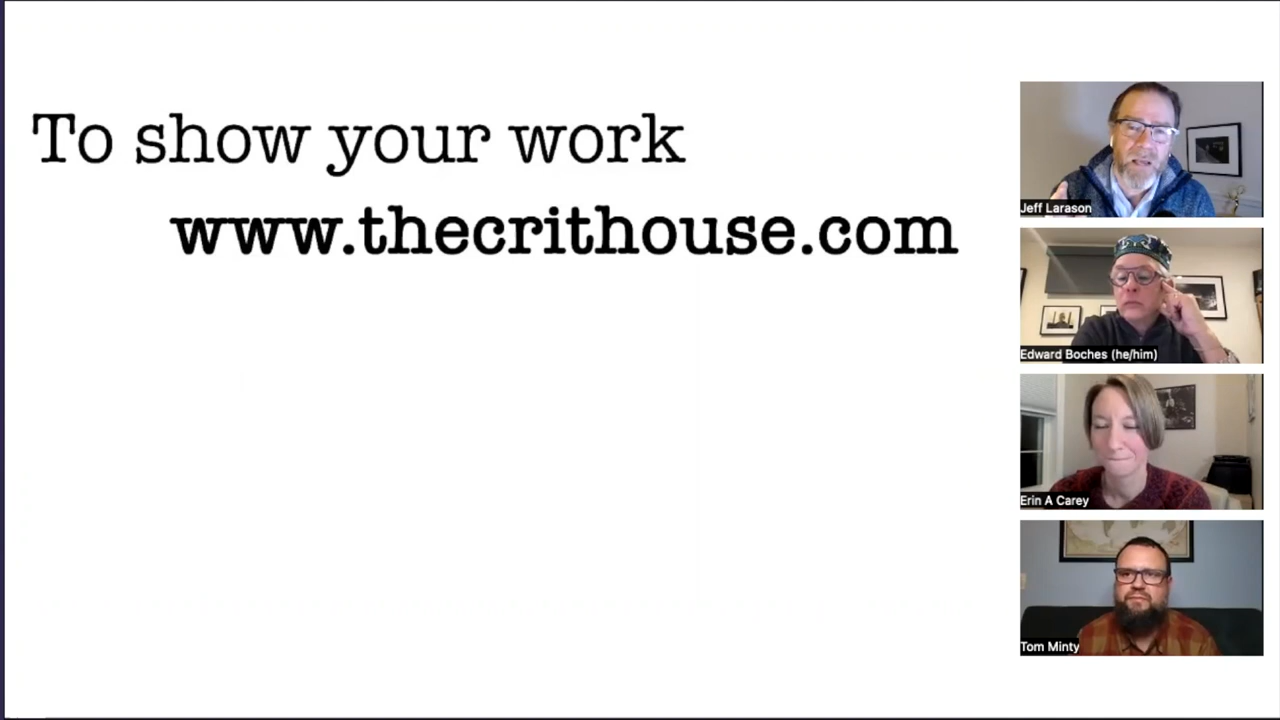 To show your work
www.thecrithouse.com
Jeff Larason
Edward Boches (he/him)
Erin A Carey
Tom Minty